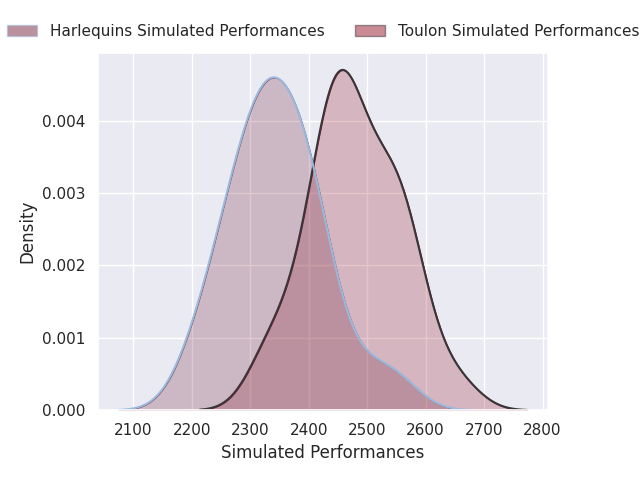 Harlequins Simulated Performances
Toulon Simulated Performances
Density
0.004
0.003
0.002
0.001
0.000
2100 2200 2300 2400 2500 2600 2700 2800
Simulated Performances